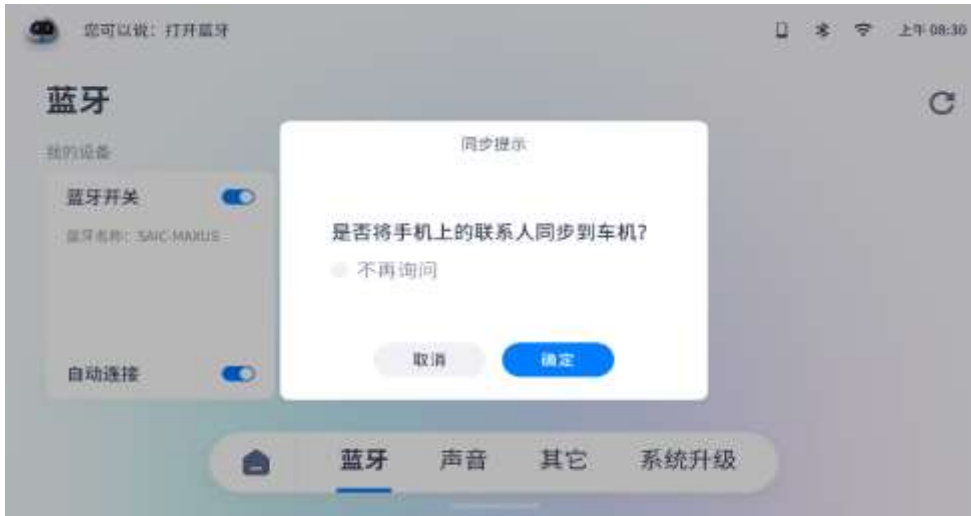 您可以说：打开蓝牙
上午 08:30
蓝牙
我的设备
同步提示
蓝牙开关
是否将手机上的联系人同步到车机?
蓝牙名称：SAIC-MAXUS
不再询问
取消
确定
自动连接
蓝牙
声音
其它
系统升级